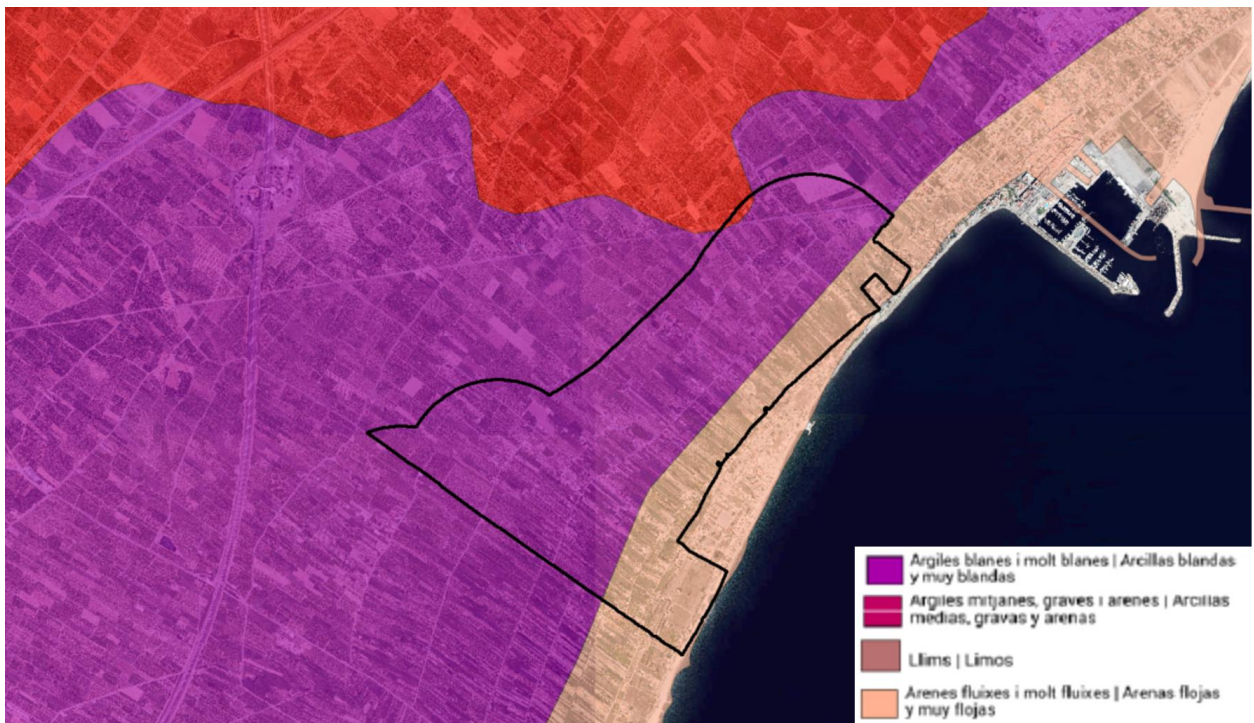 Argiles blanes i molt blanes | Arcillas blandas
y muy blandas
Argiles mitjanes, graves i arenes | Arcillas
medias, gravas y arenas
Llims | Limos
Arenes fluixes i molt fluixes | Arenas flojas
y muy flojas